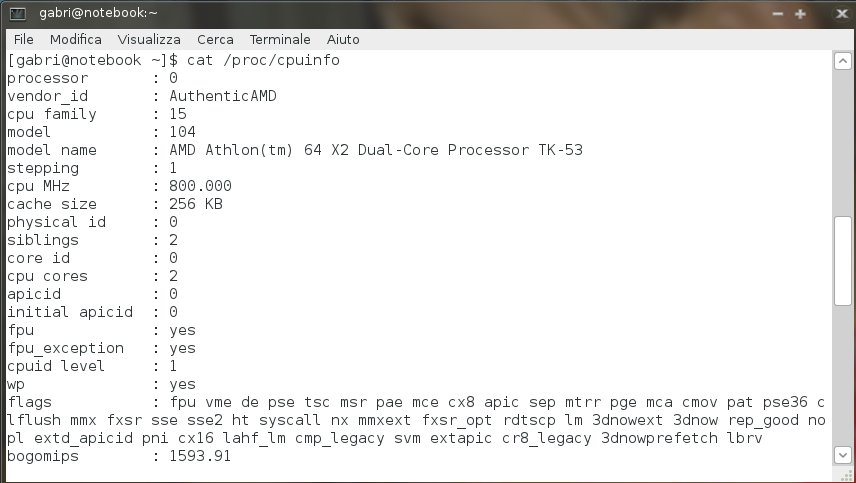 gabri@notebook:~
File Modifica Visualizza Cerca Terminale Aiuto
[gabri@notebook ~]$ cat /proc/cpuinfo
processor : 0
vendor_id : AuthenticAMD
cpu family : 15
model : 104
model name : AMD Athlon(tm) 64 X2 Dual-Core Processor TK-53
stepping : 1
cpu MHz : 800.000
cache size : 256 KB
physical id : 0
siblings : 2
core id : 0
cpu cores : 2
apicid : 0
initial apicid : 0
fpu : yes
fpu_exception : yes
cpuid level : 1
wp : yes
flags : fpu vme de pse tsc msr pae mce cx8 apic sep mtrr pge mca cmov pat pse36 c
lflush mmx fxsr sse sse2 ht syscall nx mmxext fxsr_opt rdtscp lm 3dnowext 3dnow rep_good no
pl extd_apicid pni cx16 lahf_lm cmp_legacy svm extapic cr8_legacy 3dnowprefetch lbrv
bogomips : 1593.91